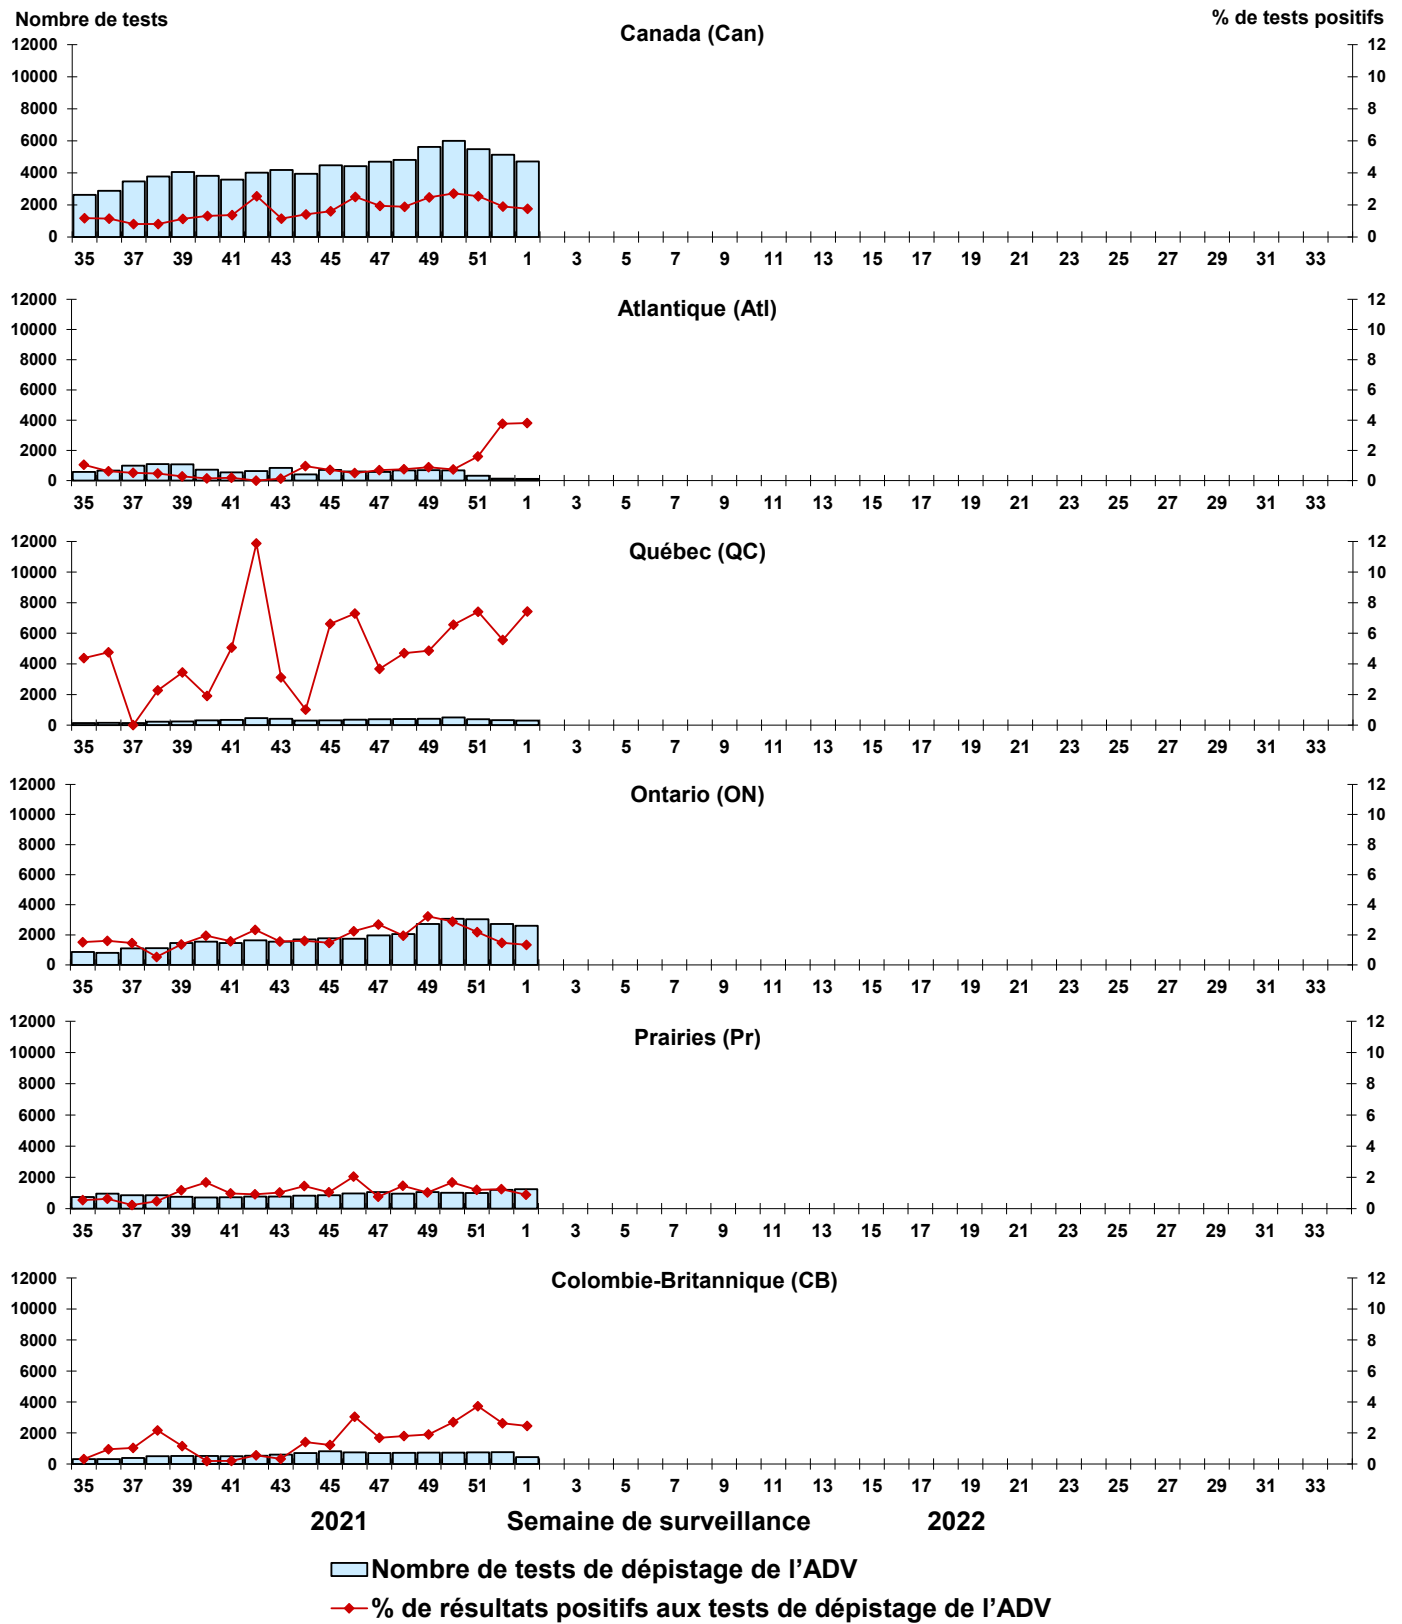 Nombre de tests
% de tests positifs
Canada (Can)
12000 12
10000 10
8000 8
6000 6
4000 4
2000 2
0 0
35 37 39 41 43 45 47 49 51 1 3 5 7 9 11 13 15 17 19 21 23 25 27 29 31 33
Atlantique (Atl)
12000 12
10000 10
8000 8
6000 6
4000 4
2000 2
0 0
35 37 39 41 43 45 47 49 51 1 3 5 7 9 11 13 15 17 19 21 23 25 27 29 31 33
Québec (QC)
12000 12
10000 10
8000 8
6000 6
4000 4
2000 2
0 0
35 37 39 41 43 45 47 49 51 1 3 5 7 9 11 13 15 17 19 21 23 25 27 29 31 33
Ontario (ON)
12000 12
10000 10
8000 8
6000 6
4000 4
2000 2
0 0
35 37 39 41 43 45 47 49 51 1 3 5 7 9 11 13 15 17 19 21 23 25 27 29 31 33
Prairies (Pr)
12000 12
10000 10
8000 8
6000 6
4000 4
2000 2
0 0
35 37 39 41 43 45 47 49 51 1 3 5 7 9 11 13 15 17 19 21 23 25 27 29 31 33
Colombie-Britannique (CB)
12000 12
10000 10
8000 8
6000 6
4000 4
2000 2
0 0
35 37 39 41 43 45 47 49 51 1 3 5 7 9 11 13 15 17 19 21 23 25 27 29 31 33
2021 Semaine de surveillance 2022
Nombre de tests de dépistage de l’ADV
% de résultats positifs aux tests de dépistage de l’ADV